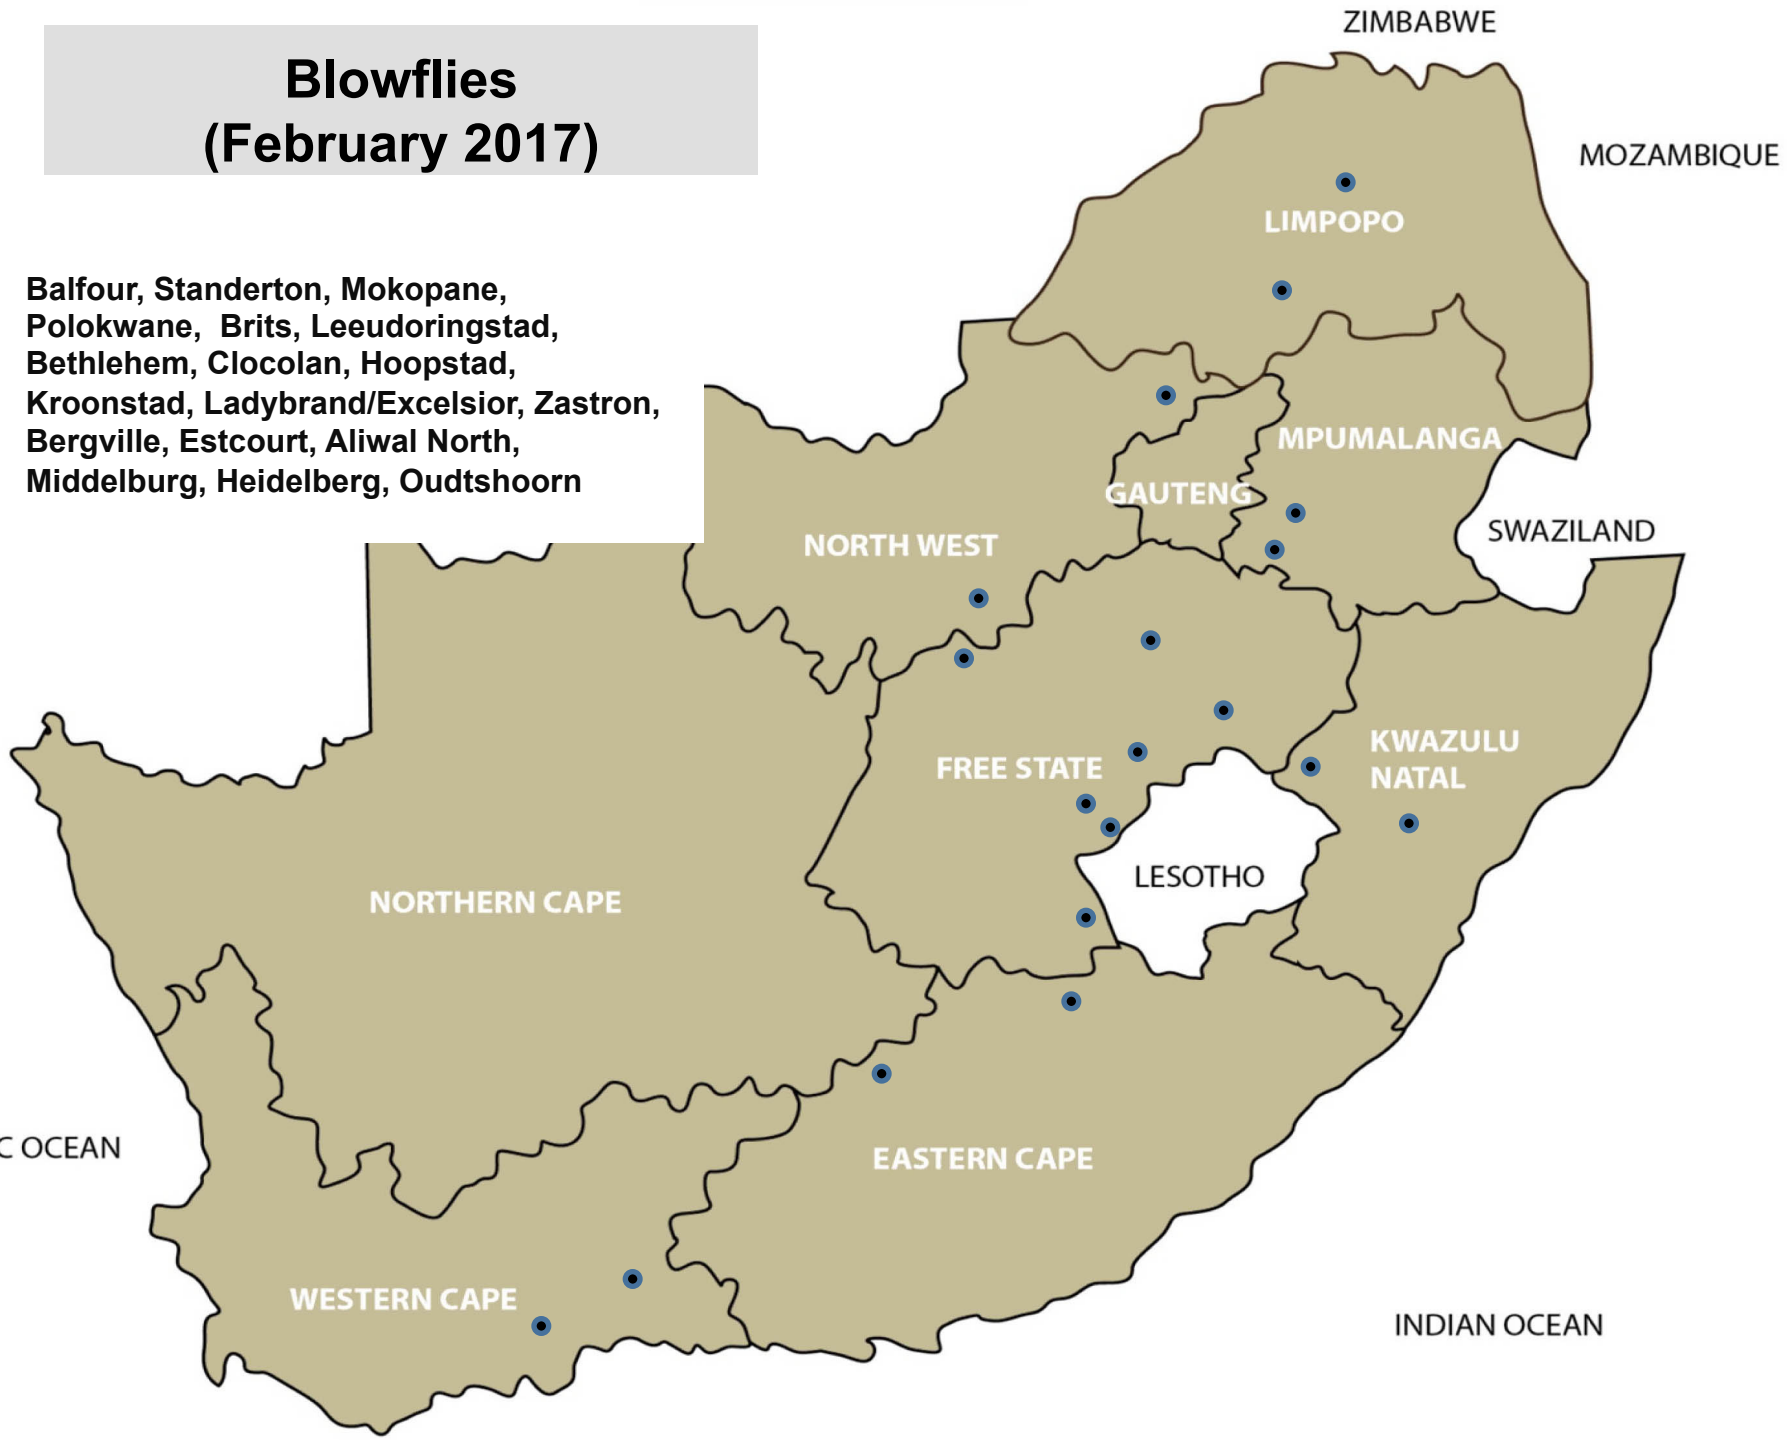 Blowflies
(February 2017)
Balfour, Standerton, Mokopane,
Polokwane, Brits, Leeudoringstad,
Bethlehem, Clocolan, Hoopstad,
Kroonstad, Ladybrand/Excelsior, Zastron,
Bergville, Estcourt, Aliwal North,
Middelburg, Heidelberg, Oudtshoorn
ZIMBABWE
MOZAMBIQUE
LIMPOPO
MPUMALANGA
GAUTENG
SWAZILAND
NORTH WEST
KWAZULU
NATAL
FREE STATE
LESOTHO
NORTHERN CAPE
C OCEAN
EASTERN CAPE
WESTERN CAPE
INDIAN OCEAN